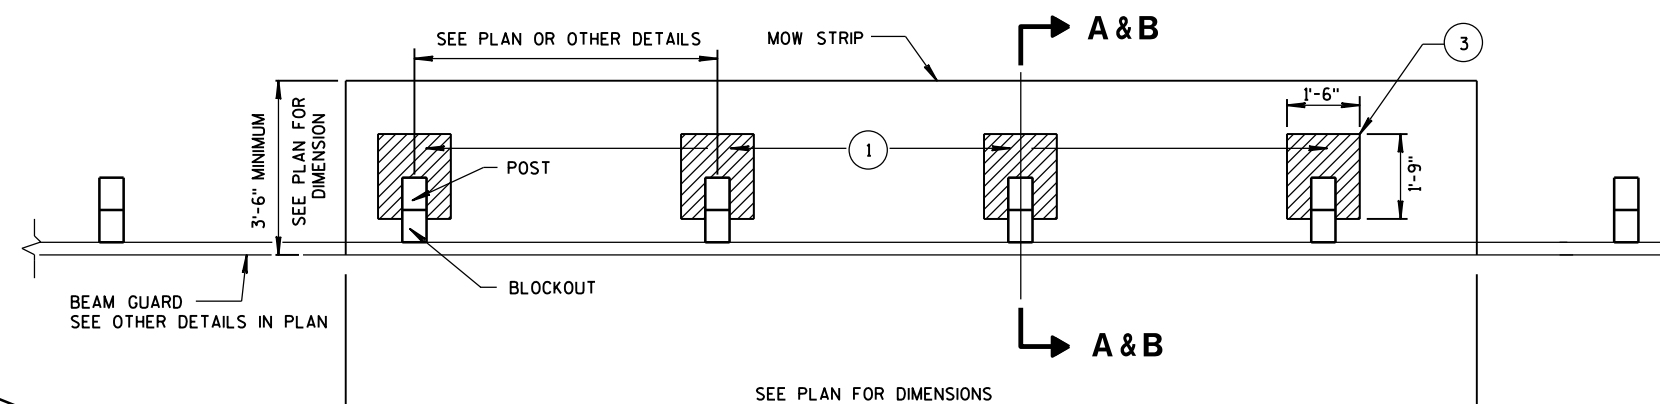 A & B
SEE PLAN OR OTHER DETAILS
MOW STRIP
3
1'-6"
3'-6" MINIMUM
SEE PLAN FOR
DIMENSION
1
POST
1'-9"
BLOCKOUT
BEAM GUARD
SEE OTHER DETAILS IN PLAN
A & B
SEE PLAN FOR DIMENSIONS